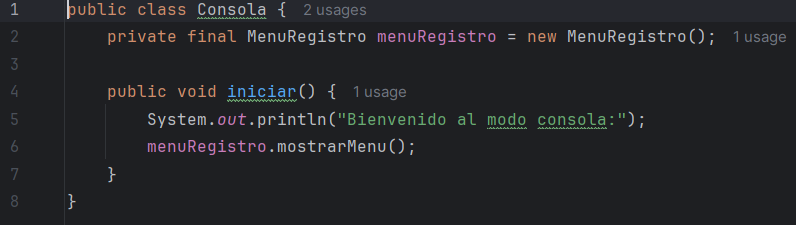 1 public class Consola { 2 usages
2 private final MenuRegistro menuRegistro = new MenuRegistro(); 1 usage
3
4 public void iniciar() { 1 usage
5 System.out.println("Bienvenido al modo consola:");
6 menuRegistro.mostrarMenu();
7 }
8 }